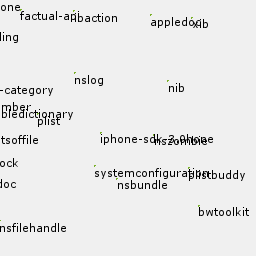 one
factual-a
ibaction
appledoc
xib
ling
nslog
nib
-category
mber
bledictionary
plist
tsoffile
iphone-sdk-3.0
nszombie
ock
systemconfiguration
plistbuddy
doc
nsbundle
bwtoolkit
nsfilehandle